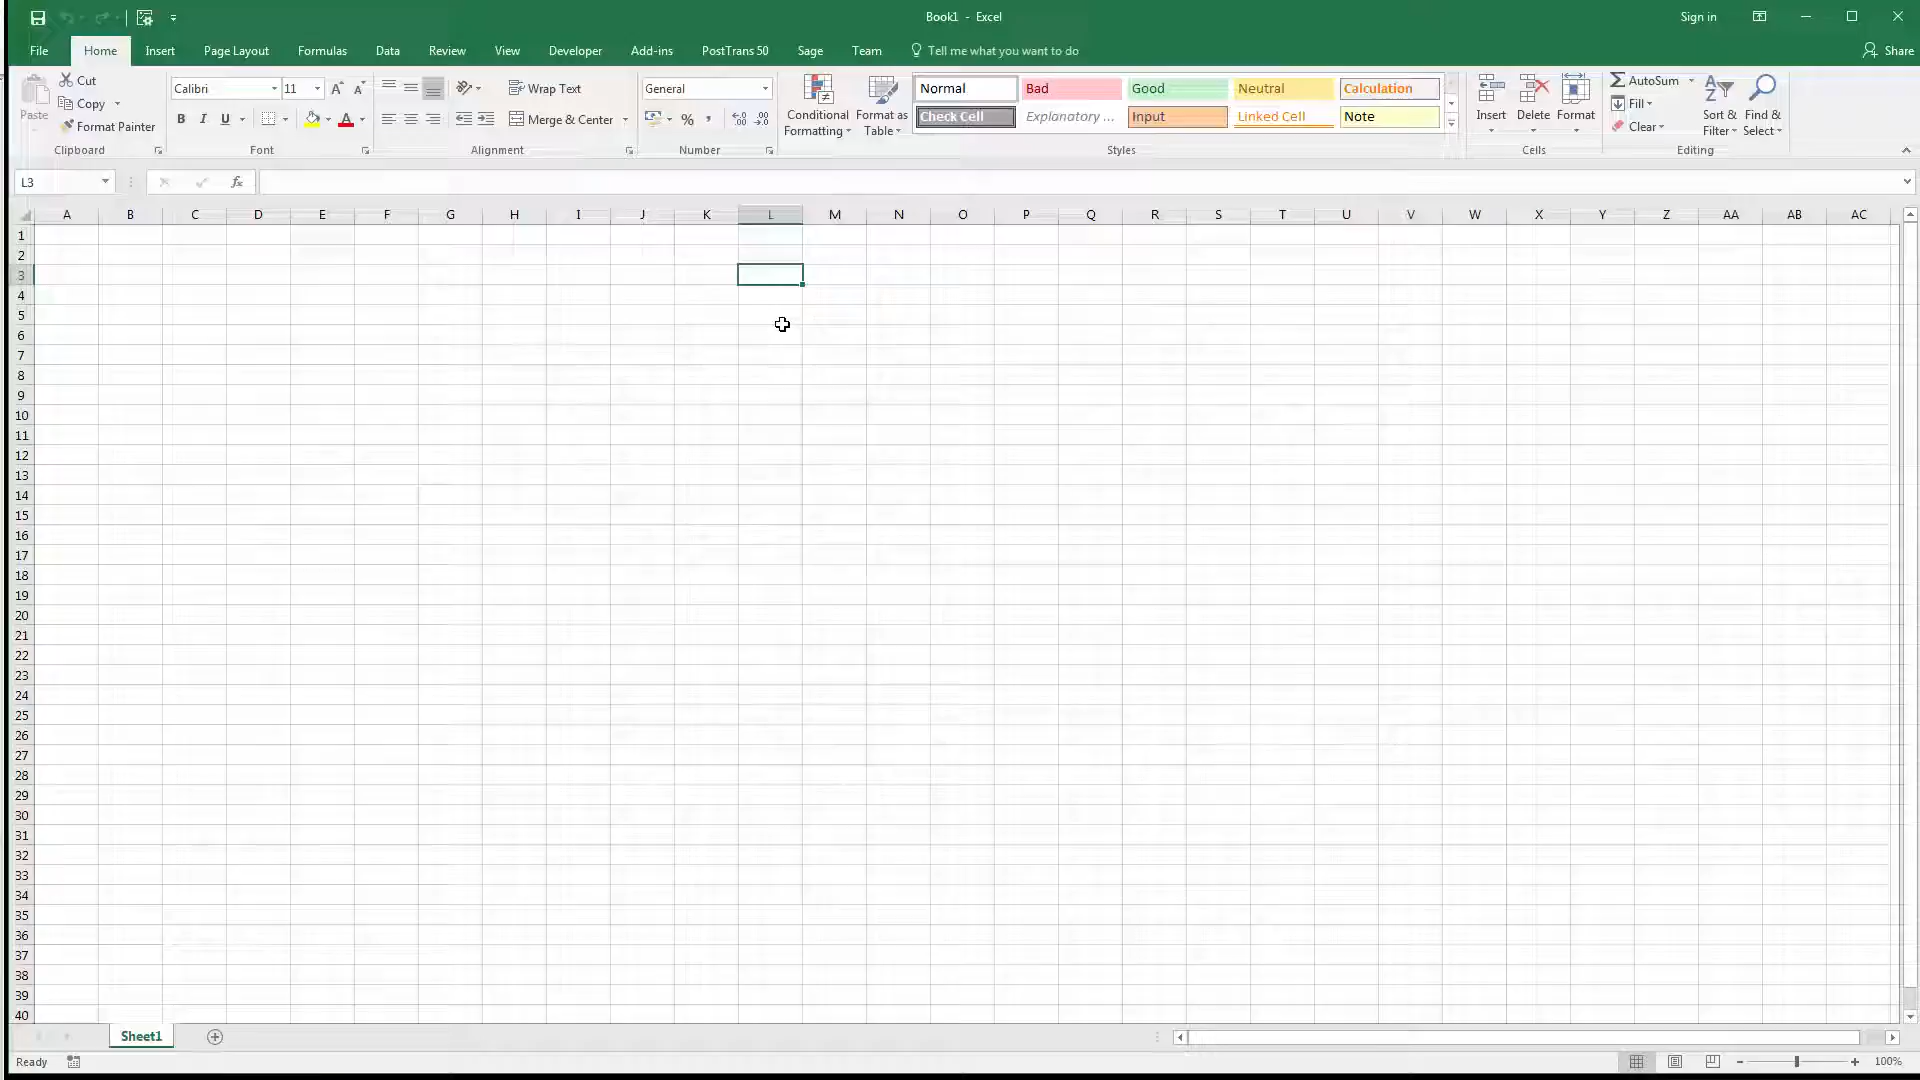 Book1 - Excel
Sign in
File Home Insert Page Layout Formulas Data Review View Developer Add-ins PostTrans 50 Sage Team Tell me what you want to do Share
Paste
Cut
Copy
Format Painter
Clipboard
Calibri 11
B I U
Font
Wrap Text
Merge & Center
Alignment
General
%
Number
Conditional Formatting
Format as Table
Normal Bad Good Neutral Calculation
Check Cell Explanatory ... Input Linked Cell Note
Styles
Insert Delete Format
Cells
AutoSum
Fill
Clear
Sort & Filter
Find & Select
Editing
L3
fx
A B C D E F G H I J K L M N O P Q R S T U V W X Y Z AA AB AC
1
2
3
4
5
6
7
8
9
10
11
12
13
14
15
16
17
18
19
20
21
22
23
24
25
26
27
28
29
30
31
32
33
34
35
36
37
38
39
40
Sheet1
Ready
100%